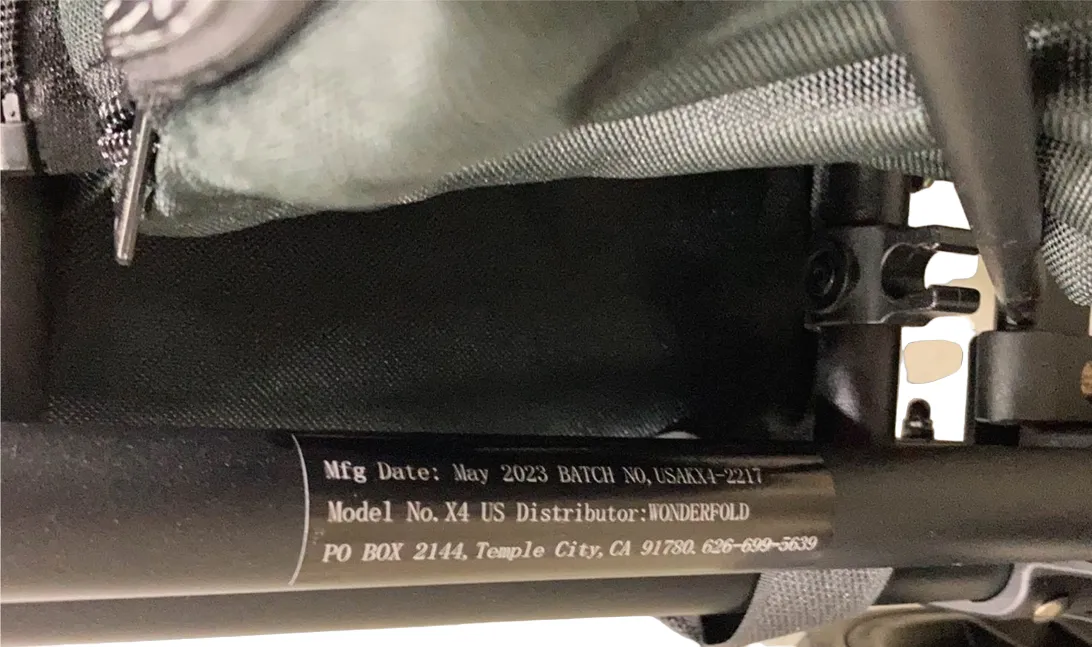 Mfg Date: May 2023 BATCH NO,USAKX4-2217
Model No.X4 US Distributor:WONDERFOLD
PO BOX 2144,Temple City,CA 91780. 626-699-5639